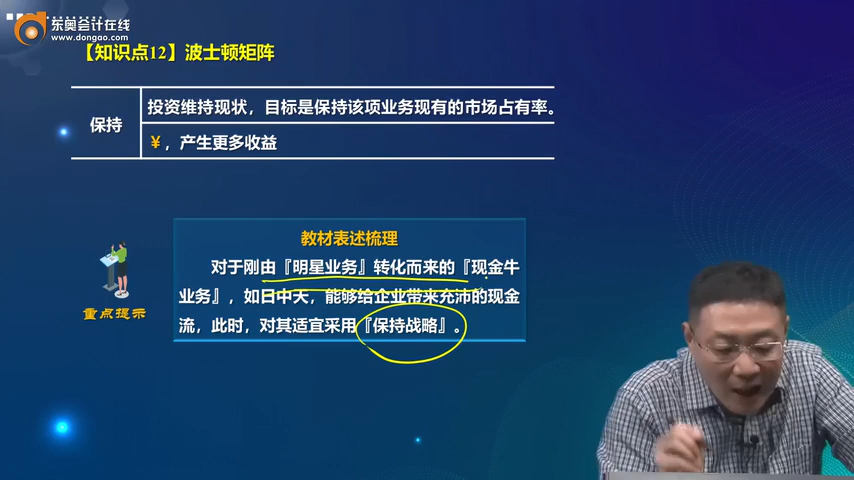 东奥会计在线
www.dongao.com
【知识点12】波士顿矩阵
保持
投资维持现状，目标是保持该项业务现有的市场占有率。
¥，产生更多收益
教材表述梳理
对于刚由『明星业务』转化而来的『现金牛
业务』，如日中天，能够给企业带来充沛的现金
流，此时，对其适宜采用『保持战略』。
重点提示